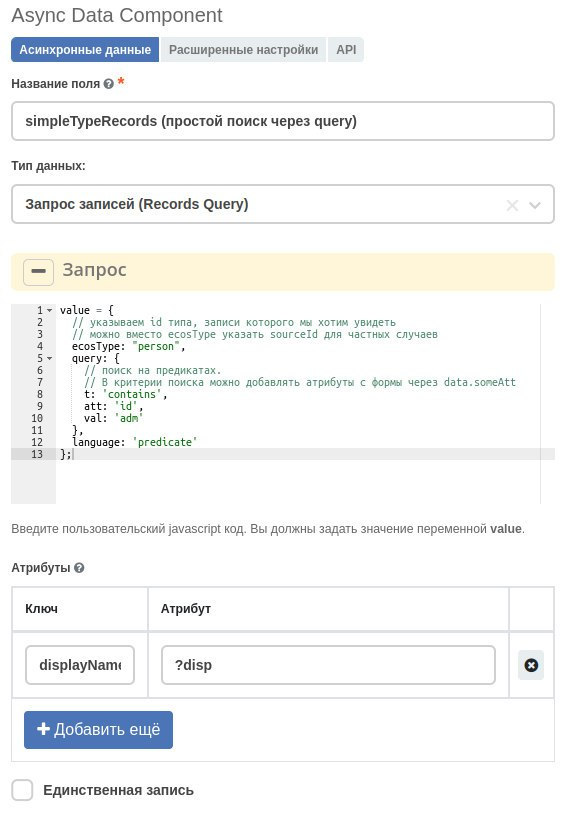 Async Data Component
Асинхронные данные Расширенные настройки API
Название поля *
simpleTypeRecords (простой поиск через query)
Тип данных:
Запрос записей (Records Query)
Запрос
1 value = {
2 // указываем id типа, записи которого мы хотим увидеть
3 // можно вместо ecosType указать sourceId для частных случаев
4 ecosType: "person",
5 query: {
6 // поиск на предикатах.
7 // В критерии поиска можно добавлять атрибуты с формы через data.someAtt
8 t: 'contains',
9 att: 'id',
10 val: 'adm'
11 },
12 language: 'predicate'
13 };
Введите пользовательский javascript код. Вы должны задать значение переменной value.
Атрибуты
Ключ Атрибут
displayName ?disp
Добавить ещё
Единственная запись